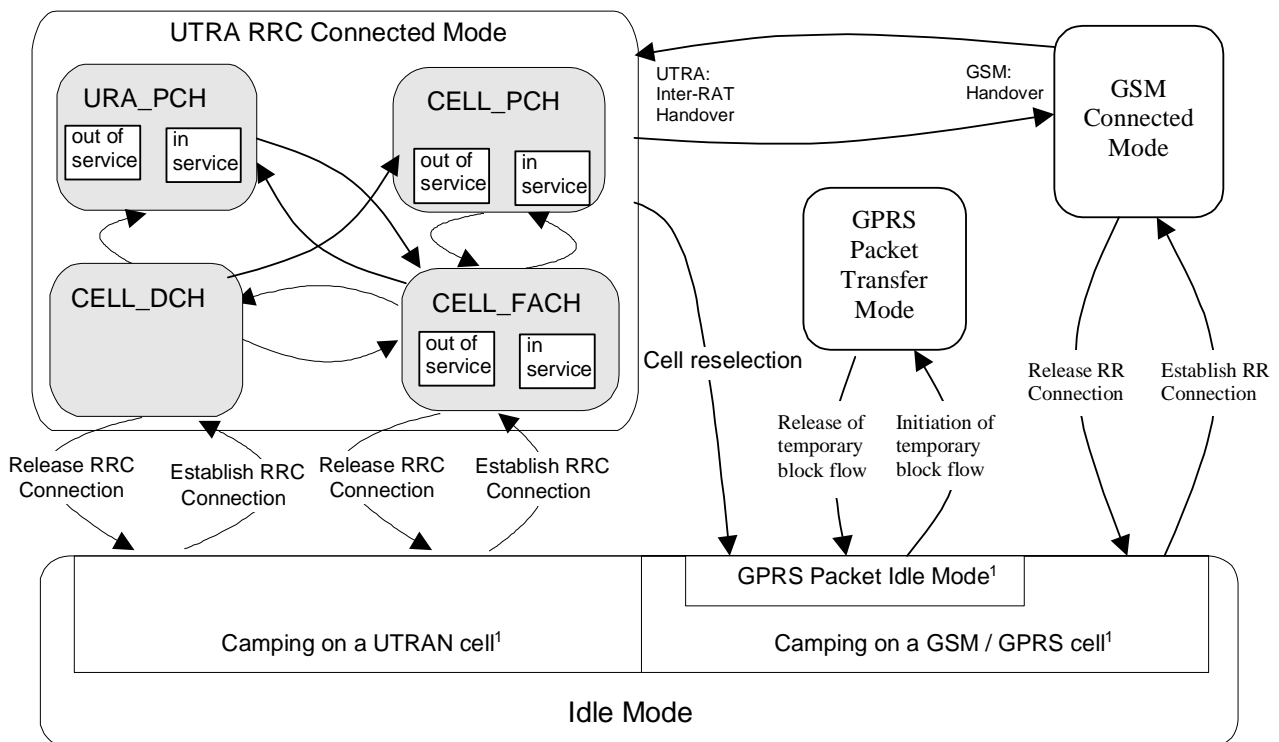 UTRA RRC Connected Mode
URA_PCH
out of
service
in
service
CELL_PCH
out of
service
in
service
UTRA:
Inter-RAT
Handover
GSM:
Handover
GSM
Connected
Mode
GPRS
Packet
Transfer
Mode
CELL_DCH
CELL_FACH
out of
service
in
service
Cell reselection
Release of
temporary
block flow
Initiation of
temporary
block flow
Release RR
Connection
Establish RR
Connection
Release RRC
Connection
Establish RRC
Connection
Release RRC
Connection
Establish RRC
Connection
GPRS Packet Idle Mode¹
Camping on a UTRAN cell¹
Camping on a GSM / GPRS cell¹
Idle Mode